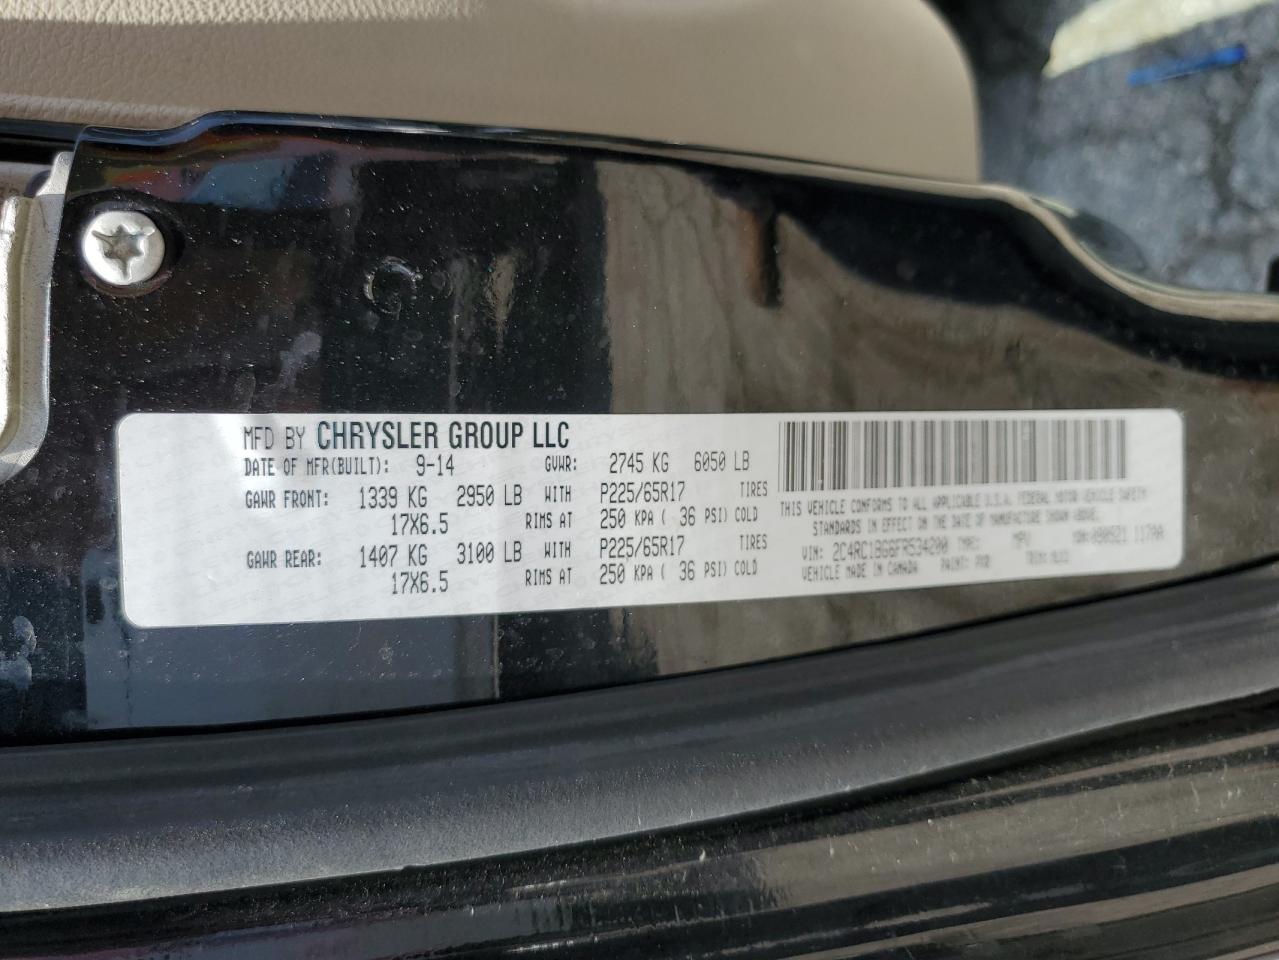 MFD BY CHRYSLER GROUP LLC
DATE OF MFR(BUILT): 9-14 GVWR: 2745 KG 6050 LB
GAWR FRONT: 1339 KG 2950 LB WITH P225/65R17 TIRES
17X6.5 RIMS AT 250 KPA ( 36 PSI) COLD
GAWR REAR: 1407 KG 3100 LB WITH P225/65R17 TIRES
17X6.5 RIMS AT 250 KPA ( 36 PSI) COLD
THIS VEHICLE CONFORMS TO ALL APPLICABLE U.S.A. FEDERAL MOTOR VEHICLE SAFETY
STANDARDS IN EFFECT ON THE DATE OF MANUFACTURE SHOWN ABOVE.
VIN: 2C4RC1BG6FR534200 TYPE: MPV MDH:
VEHICLE MADE IN CANADA PAINT: PXR TRIM: